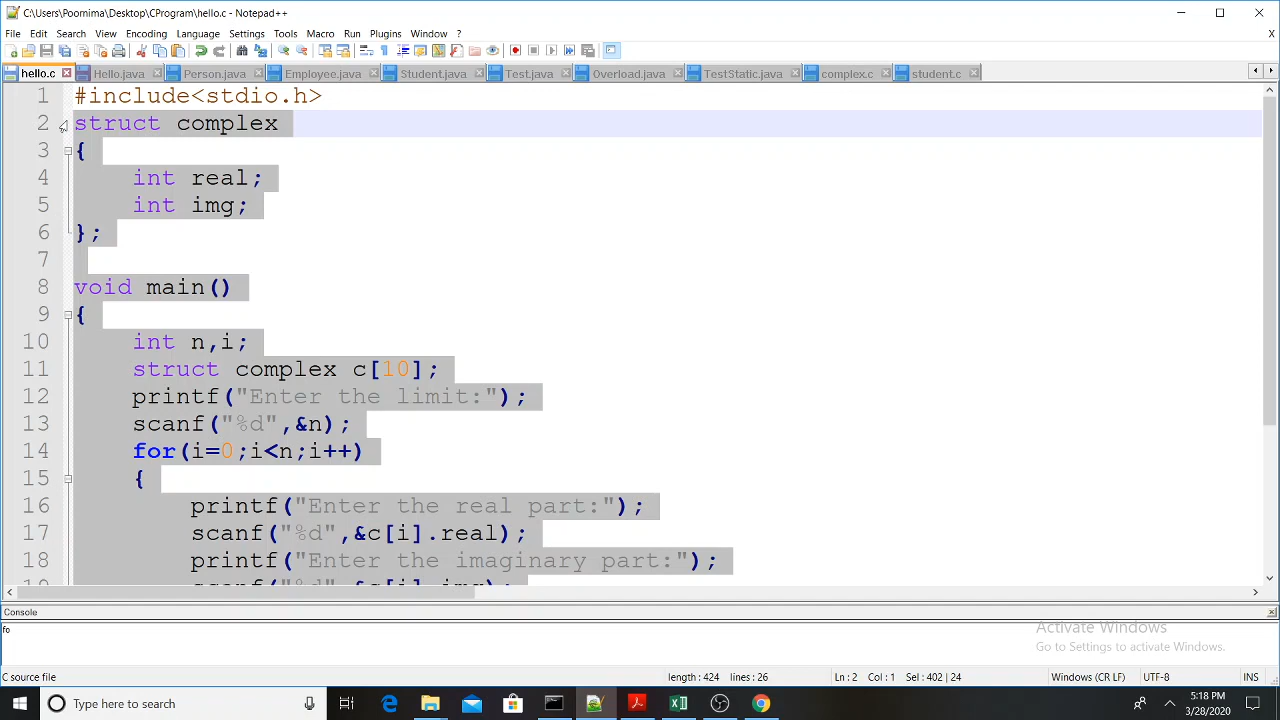 C:\Users\Poornima\Desktop\CProgram\hello.c - Notepad++
File Edit Search View Encoding Language Settings Tools Macro Run Plugins Window ? X
hello.c Hello.java Person.java Employee.java Student.java Test.java Overload.java TestStatic.java complex.c student.c
1 #include<stdio.h>
2 struct complex
3 {
4 int real;
5 int img;
6 };
7
8 void main()
9 {
10 int n,i;
11 struct complex c[10];
12 printf("Enter the limit:");
13 scanf("%d",&n);
14 for(i=0;i<n;i++)
15 {
16 printf("Enter the real part:");
17 scanf("%d",&c[i].real);
18 printf("Enter the imaginary part:");
19 scanf("%d",&c[i].img);
Console
fo
Activate Windows
Go to Settings to activate Windows.
C source file length : 424 lines : 26 Ln : 2 Col : 1 Sel : 402 | 24 Windows (CR LF) UTF-8 INS
Type here to search
5:18 PM
3/28/2020